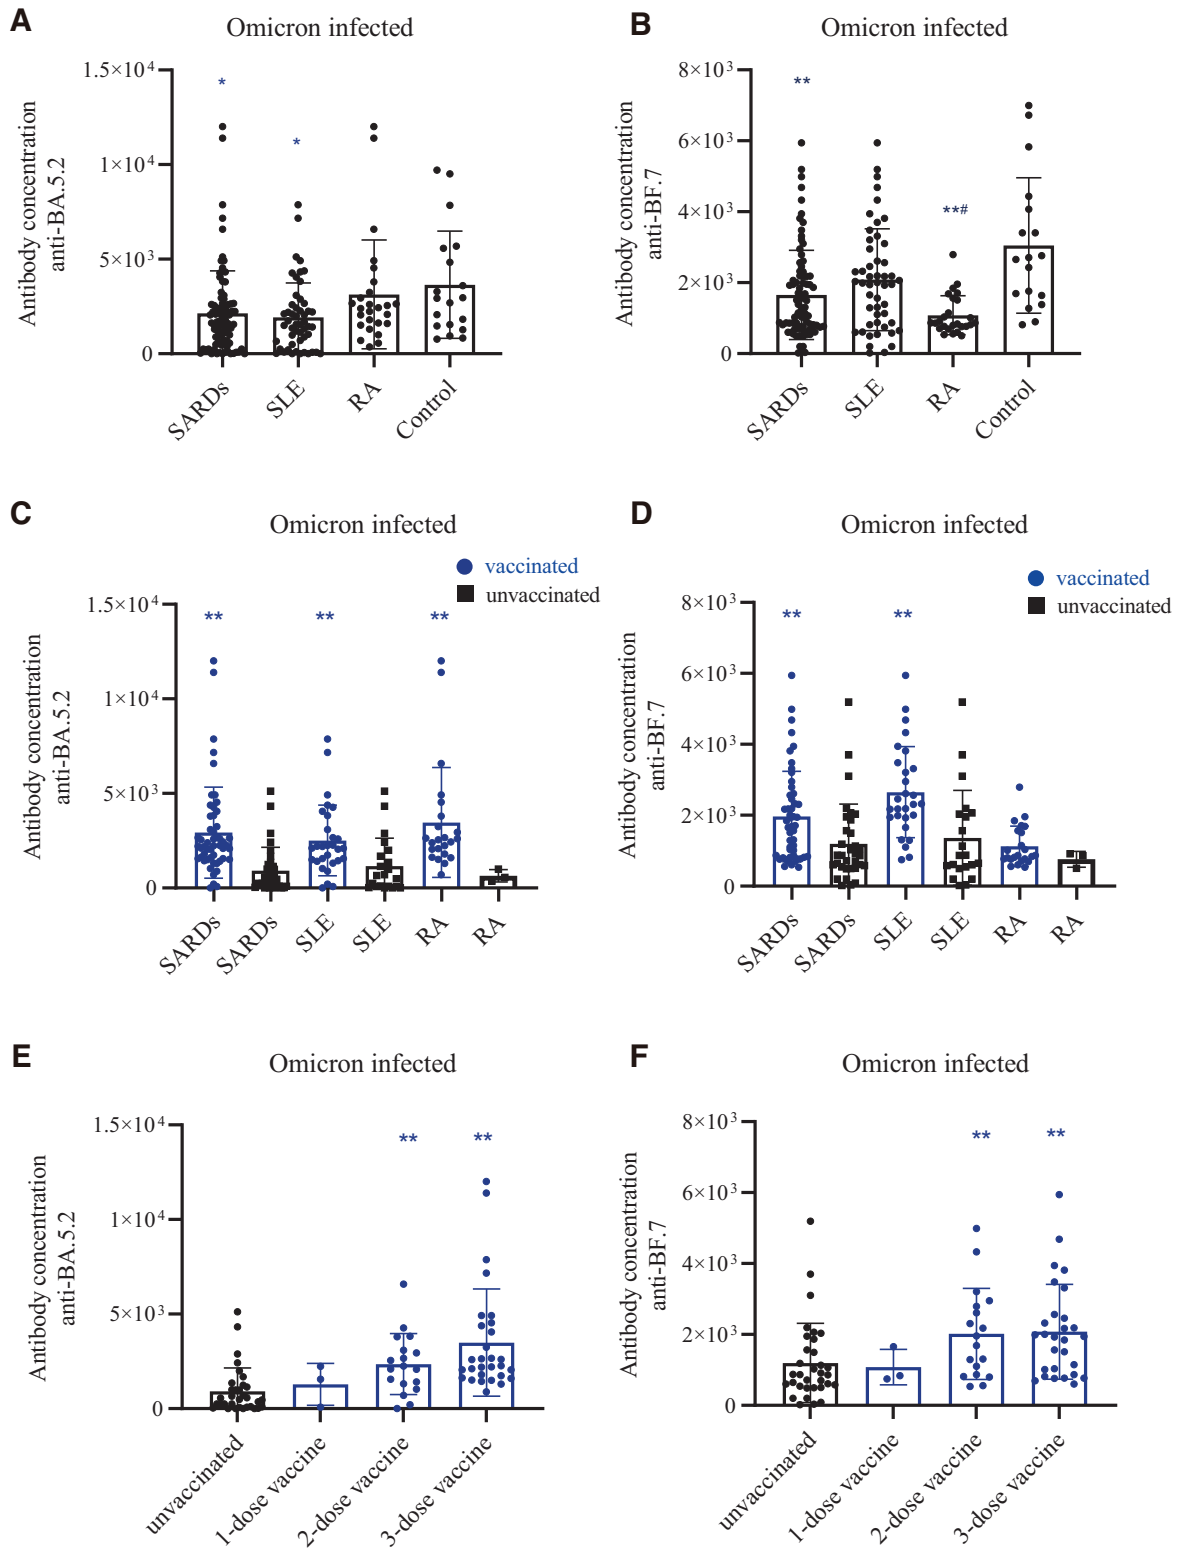 A
Omicron infected
Antibody concentration
anti-BA.5.2
1.5×10⁴
1×10⁴
5×10³
0
*
*
SARDs
SLE
RA
Control
B
Omicron infected
Antibody concentration
anti-BF.7
8×10³
6×10³
4×10³
2×10³
0
**
**#
SARDs
SLE
RA
Control
C
Omicron infected
vaccinated
unvaccinated
Antibody concentration
anti-BA.5.2
1.5×10⁴
1×10⁴
5×10³
0
**
**
**
SARDs
SARDs
SLE
SLE
RA
RA
D
Omicron infected
vaccinated
unvaccinated
Antibody concentration
anti-BF.7
8×10³
6×10³
4×10³
2×10³
0
**
**
SARDs
SARDs
SLE
SLE
RA
RA
E
Omicron infected
Antibody concentration
anti-BA.5.2
1.5×10⁴
1×10⁴
5×10³
0
**
**
unvaccinated
1-dose vaccine
2-dose vaccine
3-dose vaccine
F
Omicron infected
Antibody concentration
anti-BF.7
8×10³
6×10³
4×10³
2×10³
0
**
**
unvaccinated
1-dose vaccine
2-dose vaccine
3-dose vaccine